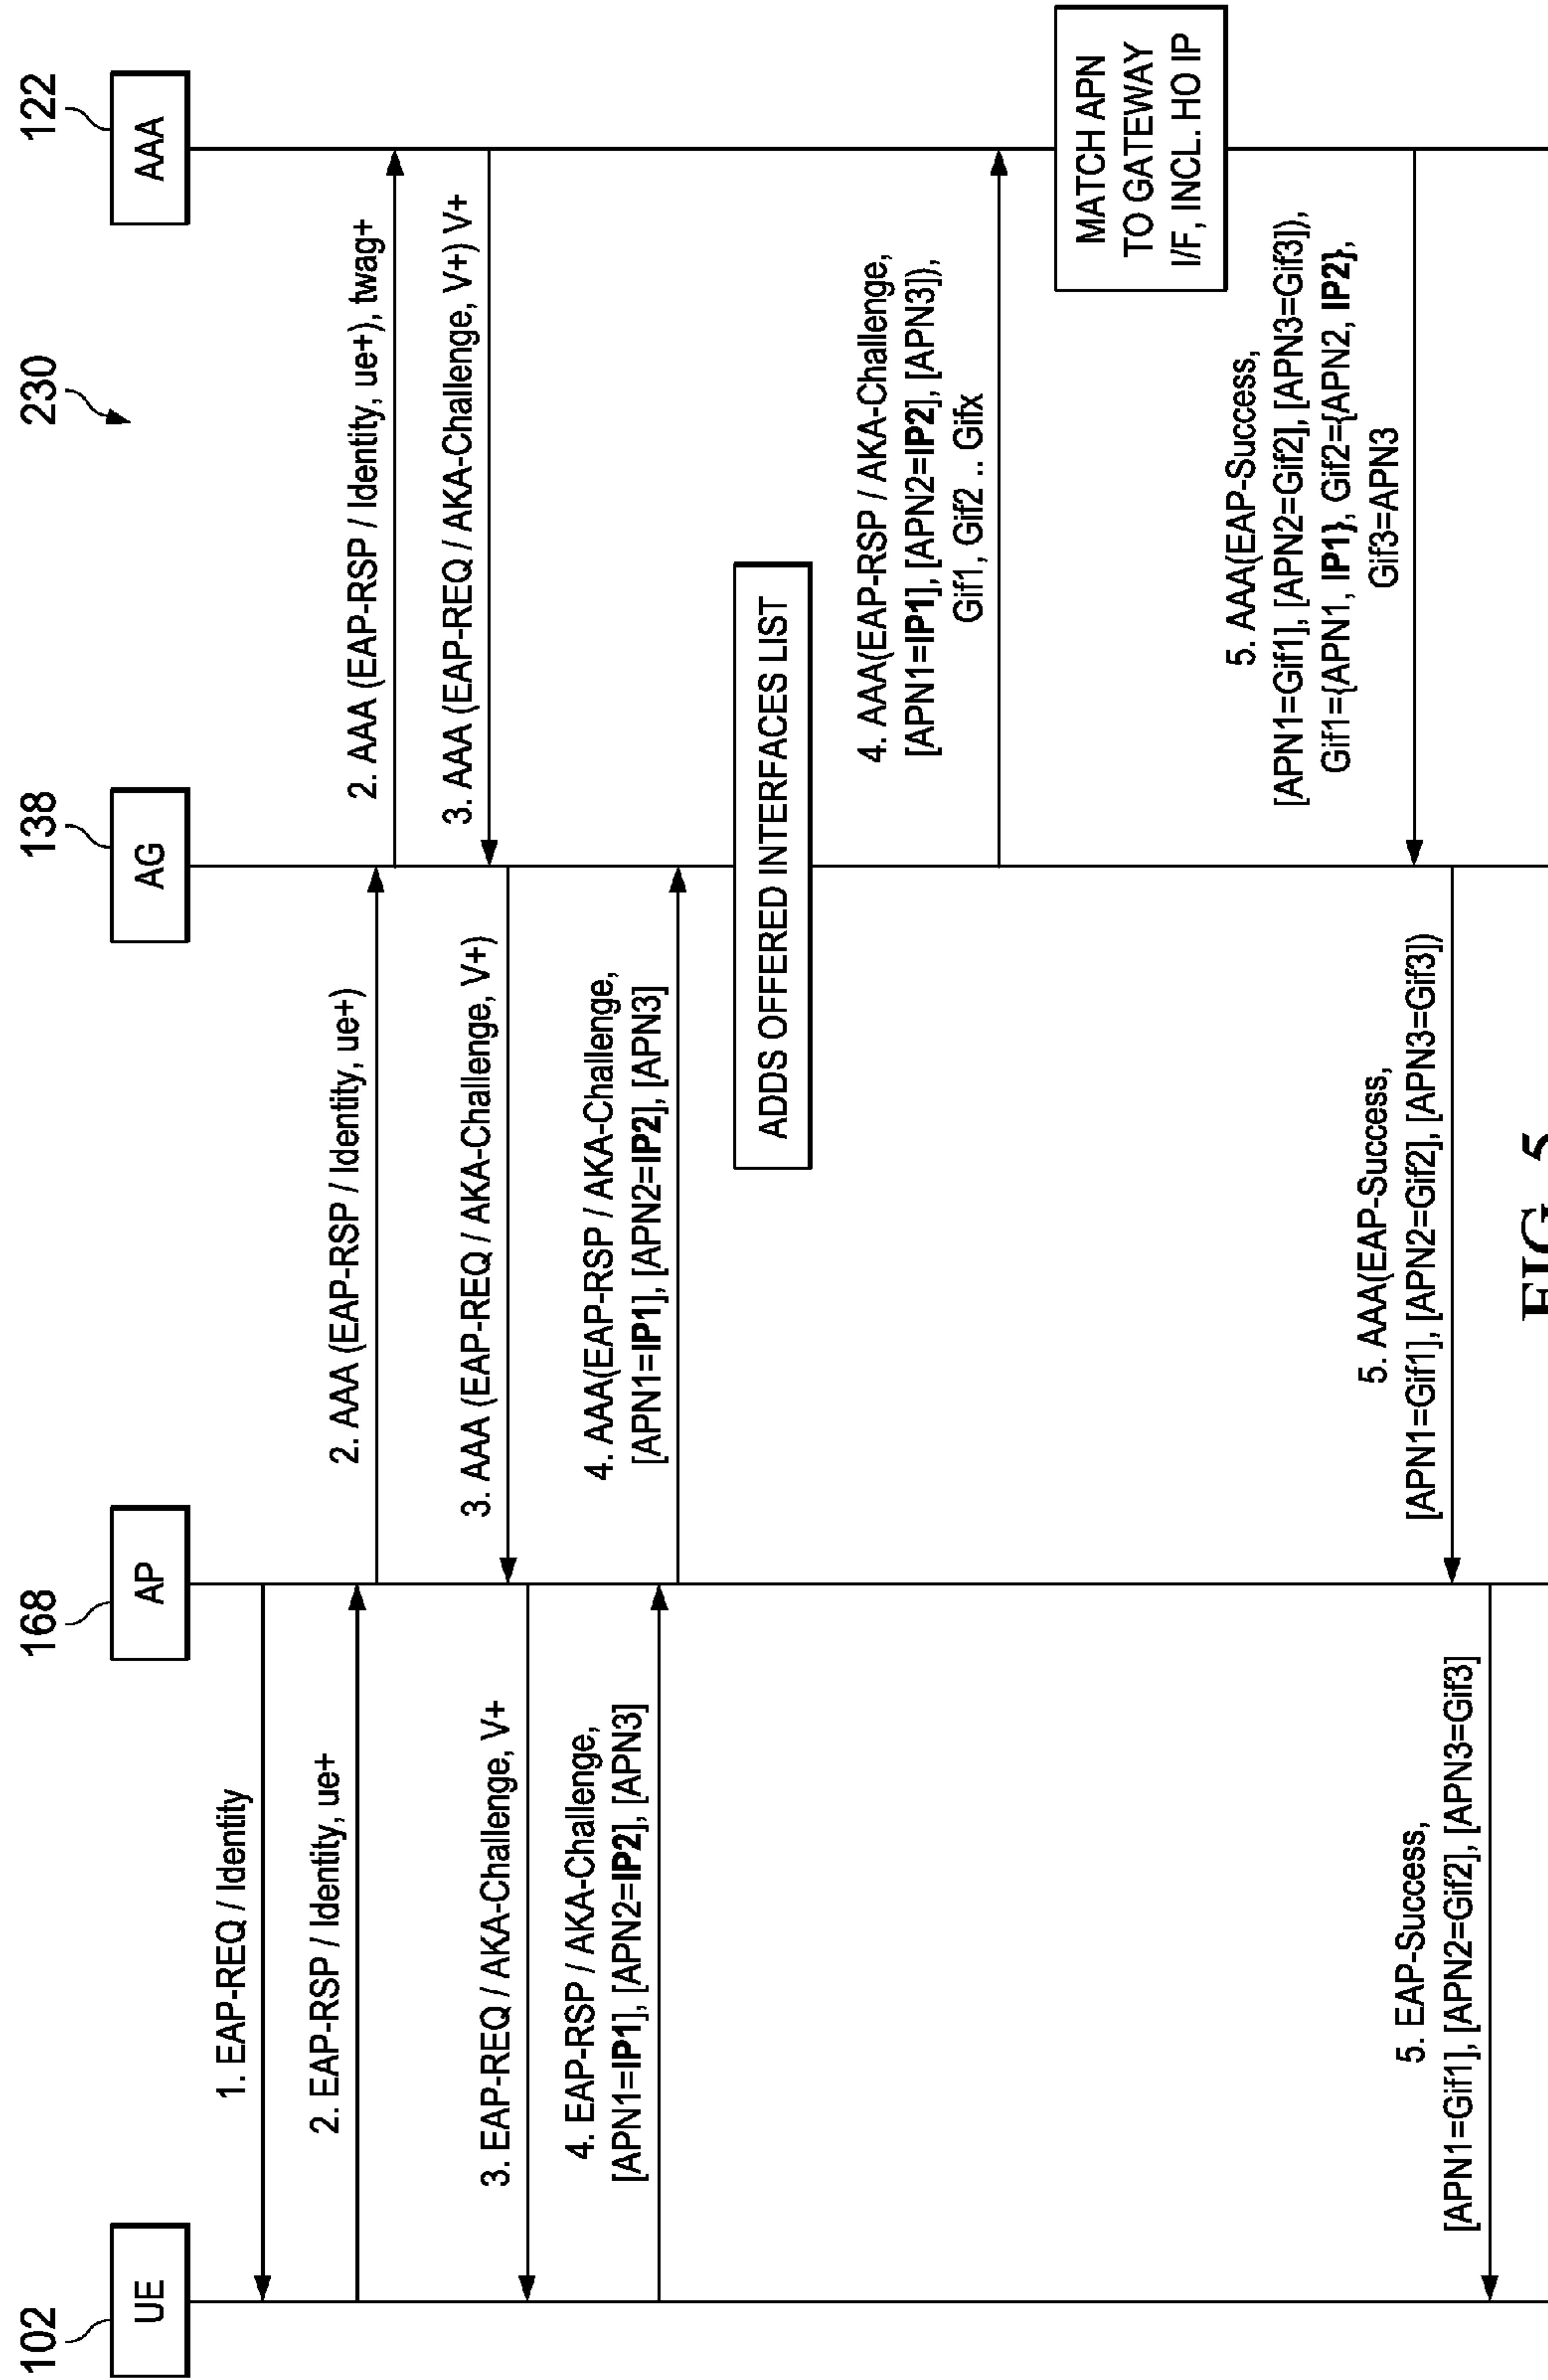 230
102
168
138
122
UE
AP
AG
AAA
1. EAP-REQ / Identity
2. EAP-RSP / Identity, ue+
2. AAA (EAP-RSP / Identity, ue+)
2. AAA (EAP-RSP / Identity, ue+), twag+
3. AAA (EAP-REQ / AKA-Challenge, V+) V+
3. AAA (EAP-REQ / AKA-Challenge, V+)
3. EAP-REQ / AKA-Challenge, V+
4. EAP-RSP / AKA-Challenge,
[APN1=IP1], [APN2=IP2], [APN3]
4. AAA(EAP-RSP / AKA-Challenge,
[APN1=IP1], [APN2=IP2], [APN3]
ADDS OFFERED INTERFACES LIST
4. AAA(EAP-RSP / AKA-Challenge,
[APN1=IP1], [APN2=IP2], [APN3]),
Gif1, Gif2 .. Gifx
MATCH APN
TO GATEWAY
I/F, INCL. HO IP
5. AAA(EAP-Success,
[APN1=Gif1], [APN2=Gif2], [APN3=Gif3]),
Gif1={APN1, IP1}, Gif2={APN2, IP2},
Gif3=APN3
5. AAA(EAP-Success,
[APN1=Gif1], [APN2=Gif2], [APN3=Gif3])
5. EAP-Success,
[APN1=Gif1], [APN2=Gif2], [APN3=Gif3]
FIG. 5